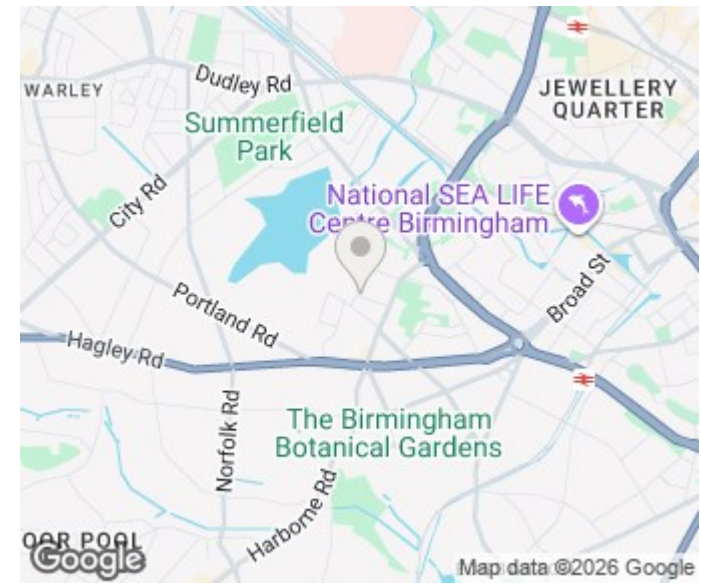 WARLEY
Dudley Rd
JEWELLERY
QUARTER
Summerfield
Park
City Rd
National SEA LIFE
Centre Birmingham
Broad St
Portland Rd
Hagley Rd
Norfolk Rd
The Birmingham
Botanical Gardens
Harborne Rd
OOR POOL
Google
Map data ©2026 Google